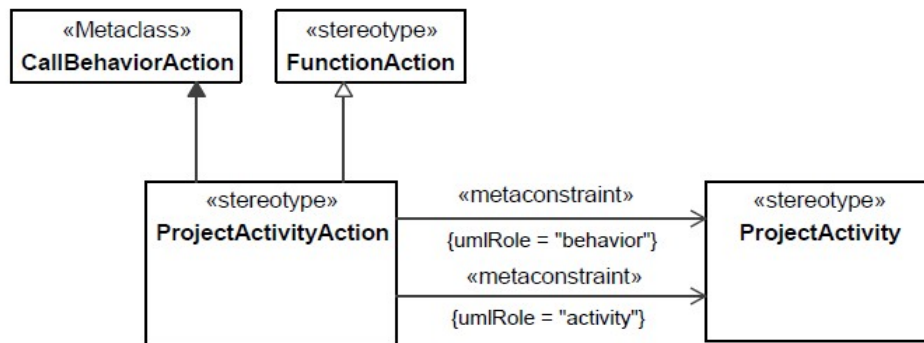 «Metaclass»
CallBehaviorAction
«stereotype»
FunctionAction
«stereotype»
ProjectActivityAction
«metaconstraint»
{umlRole = "behavior"}
«metaconstraint»
{umlRole = "activity"}
«stereotype»
ProjectActivity